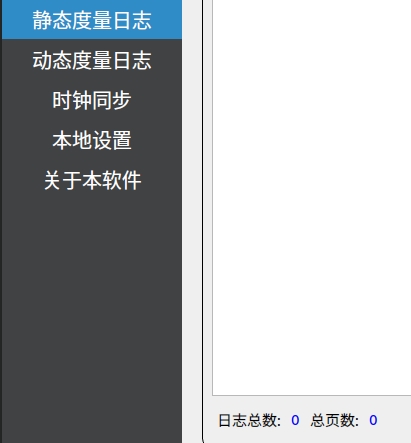 静态度量日志
动态度量日志
时钟同步
本地设置
关于本软件
日志总数: 0 总页数: 0